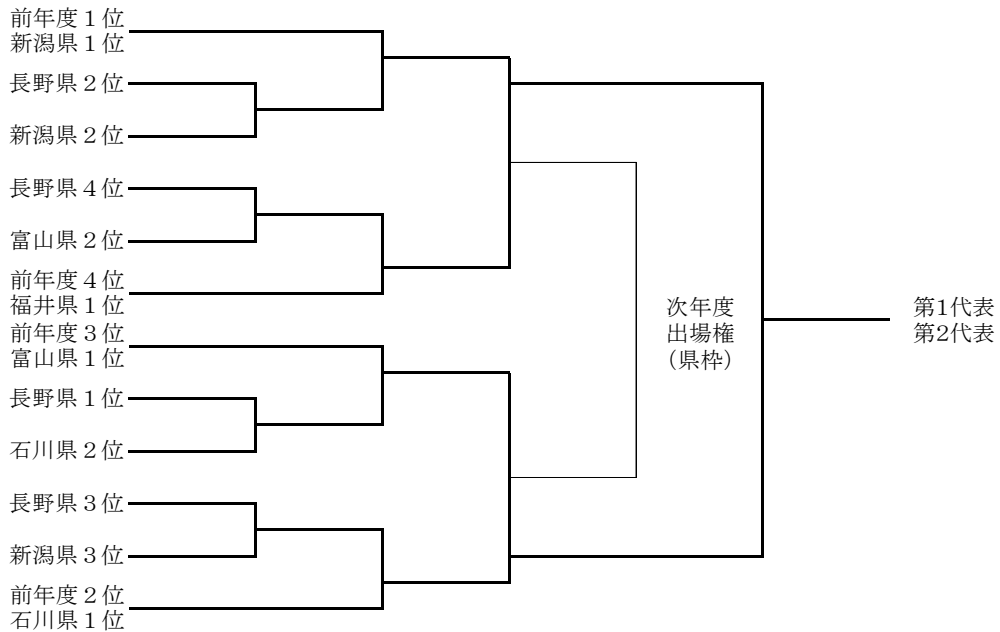 前年度１位
新潟県１位
長野県２位
新潟県２位
長野県４位
富山県２位
前年度４位
福井県１位
前年度３位
富山県１位
長野県１位
石川県２位
長野県３位
新潟県３位
前年度２位
石川県１位
次年度
出場権
（県枠）
第1代表
第2代表